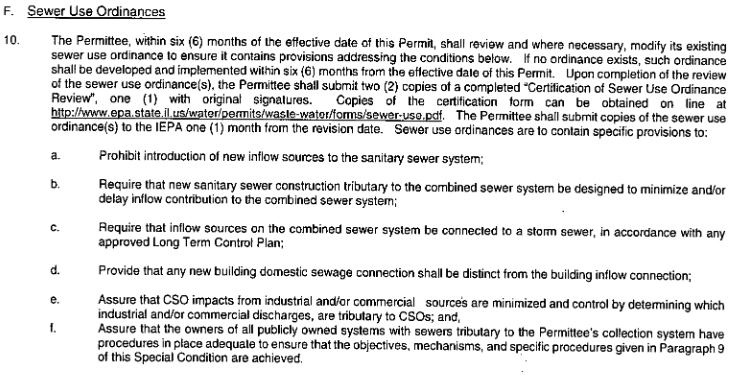 F. Sewer Use Ordinances
10. The Permittee, within six (6) months of the effective date of this Permit, shall review and where necessary, modify its existing
sewer use ordinance to ensure it contains provisions addressing the conditions below. If no ordinance exists, such ordinance
shall be developed and implemented within six (6) months from the effective date of this Permit. Upon completion of the review
of the sewer use ordinance(s), the Permittee shall submit two (2) copies of a completed "Certification of Sewer Use Ordinance
Review", one (1) with original signatures. Copies of the certification form can be obtained on line at
http://www.epa.state.il.us/water/permits/waste-water/forms/sewer-use.pdf. The Permittee shall submit copies of the sewer use
ordinance(s) to the IEPA one (1) month from the revision date. Sewer use ordinances are to contain specific provisions to:
a. Prohibit introduction of new inflow sources to the sanitary sewer system;
b. Require that new sanitary sewer construction tributary to the combined sewer system be designed to minimize and/or
delay inflow contribution to the combined sewer system;
c. Require that inflow sources on the combined sewer system be connected to a storm sewer, in accordance with any
approved Long Term Control Plan;
d. Provide that any new building domestic sewage connection shall be distinct from the building inflow connection;
e. Assure that CSO impacts from industrial and/or commercial sources are minimized and control by determining which
industrial and/or commercial discharges, are tributary to CSOs; and,
f. Assure that the owners of all publicly owned systems with sewers tributary to the Permittee's collection system have
procedures in place adequate to ensure that the objectives, mechanisms, and specific procedures given in Paragraph 9
of this Special Condition are achieved.